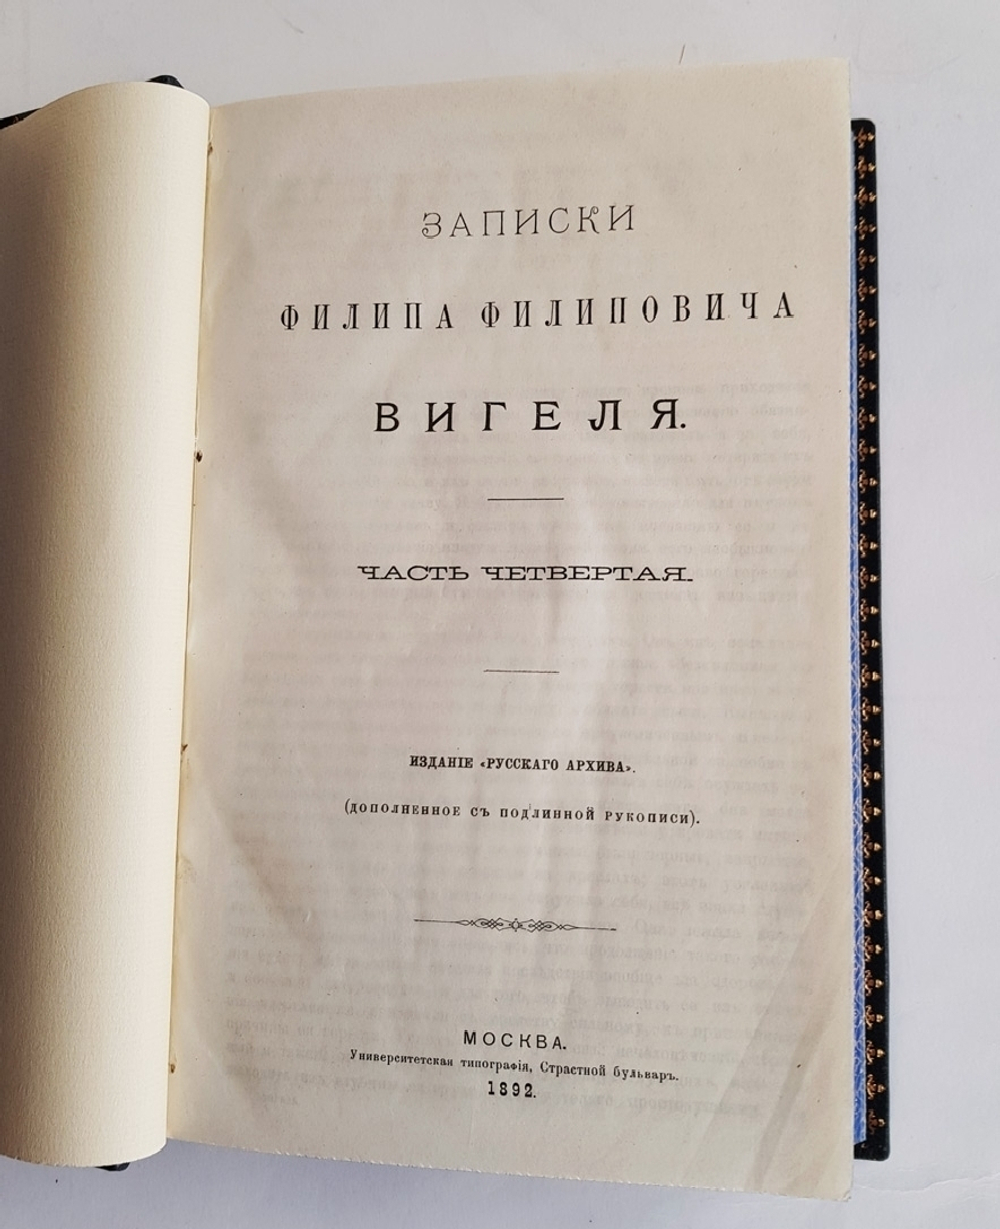 ЗАПИСКИ
ФИЛИПА ФИЛИПОВИЧА
ВИГЕЛЯ.
ЧАСТЬ ЧЕТВЕРТАЯ.
ИЗДАНІЕ «РУССКАГО АРХИВА».
(ДОПОЛНЕННОЕ СЪ ПОДЛИННОЙ РУКОПИСИ).
МОСКВА.
Университетская типографія, Страстной бульваръ.
1892.